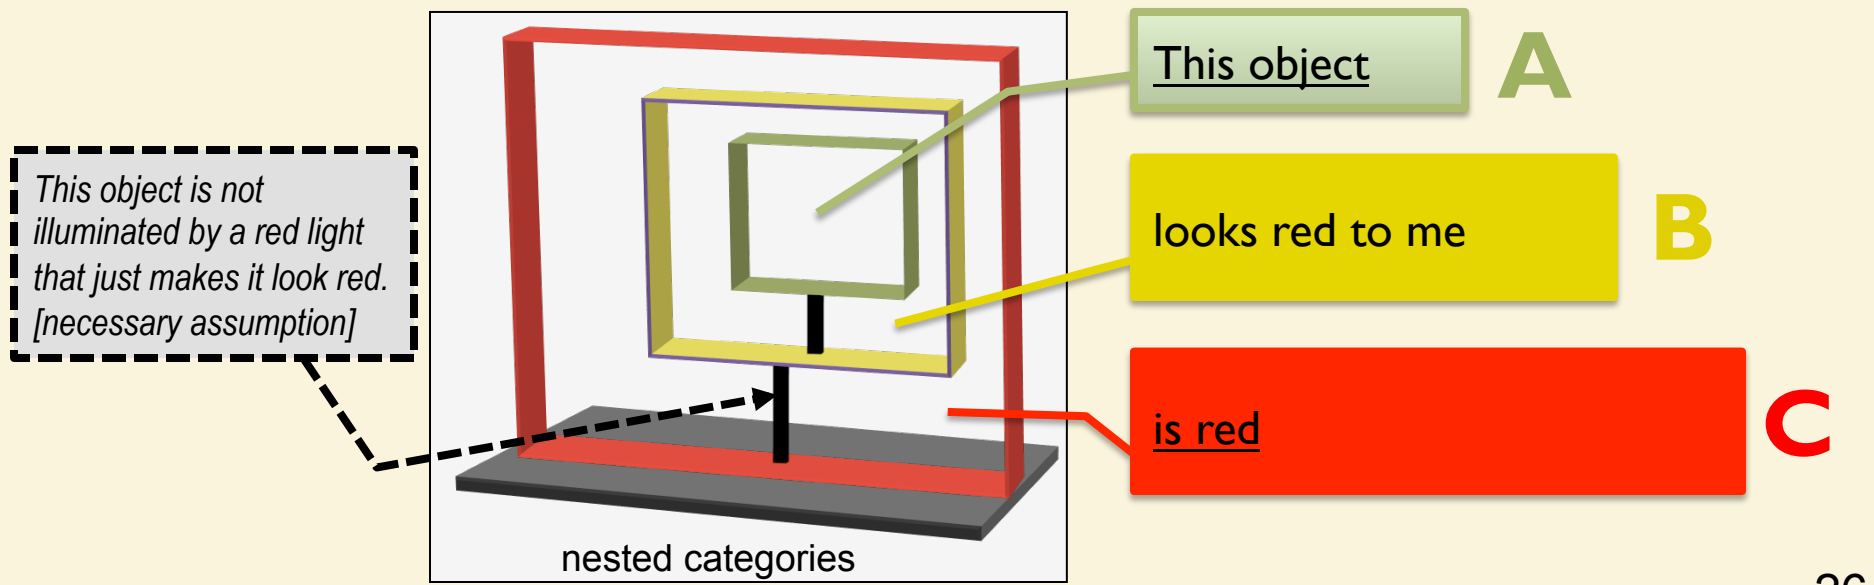 This object is not
illuminated by a red light
that just makes it look red.
[necessary assumption]
nested categories
This object
A
looks red to me
B
is red
C